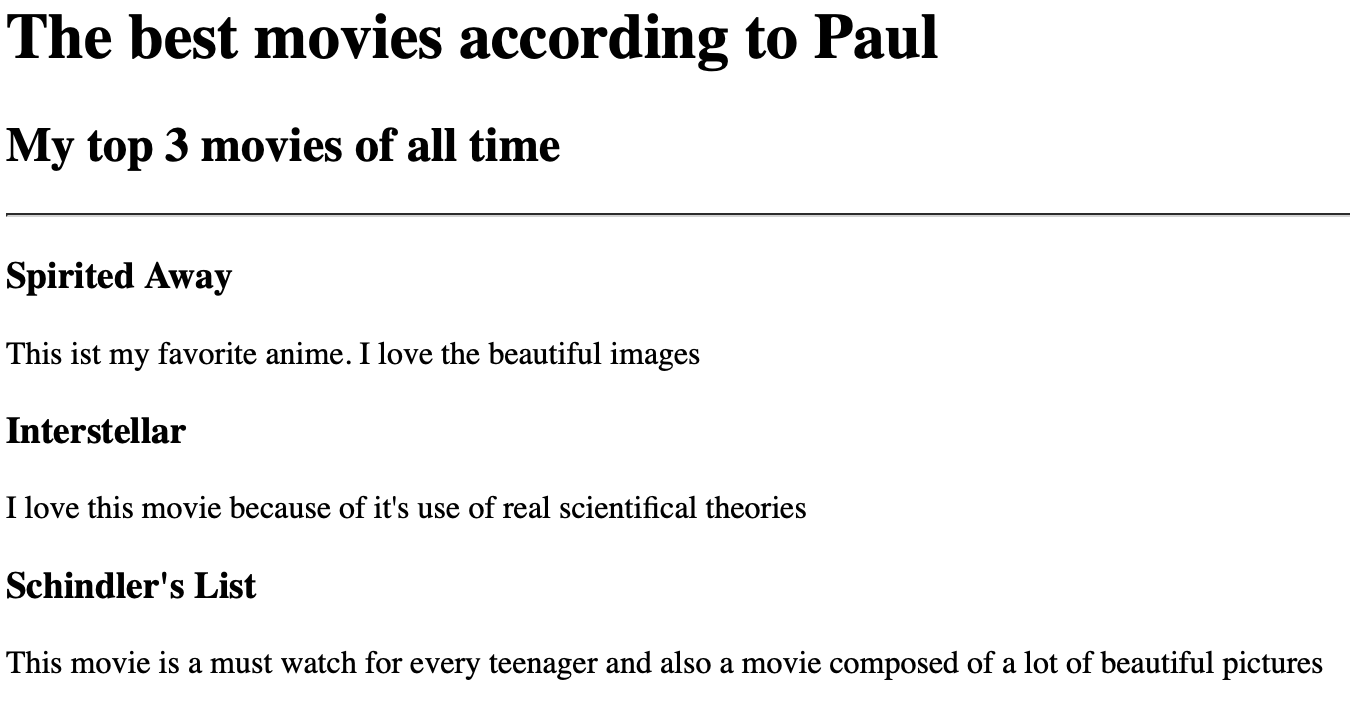 The best movies according to Paul
My top 3 movies of all time
Spirited Away
This ist my favorite anime. I love the beautiful images
Interstellar
I love this movie because of it's use of real scientifical theories
Schindler's List
This movie is a must watch for every teenager and also a movie composed of a lot of beautiful pictures